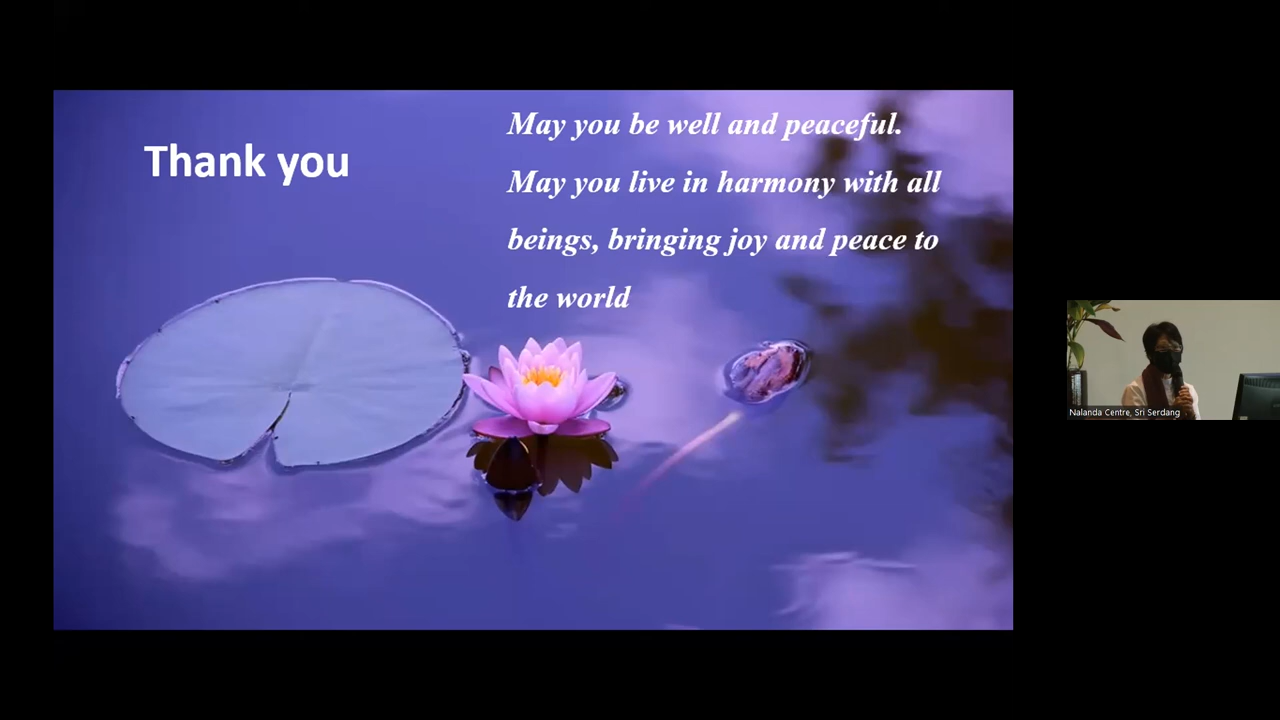 Thank you
May you be well and peaceful.
May you live in harmony with all
beings, bringing joy and peace to
the world
Nalanda Centre, Sri Serdang